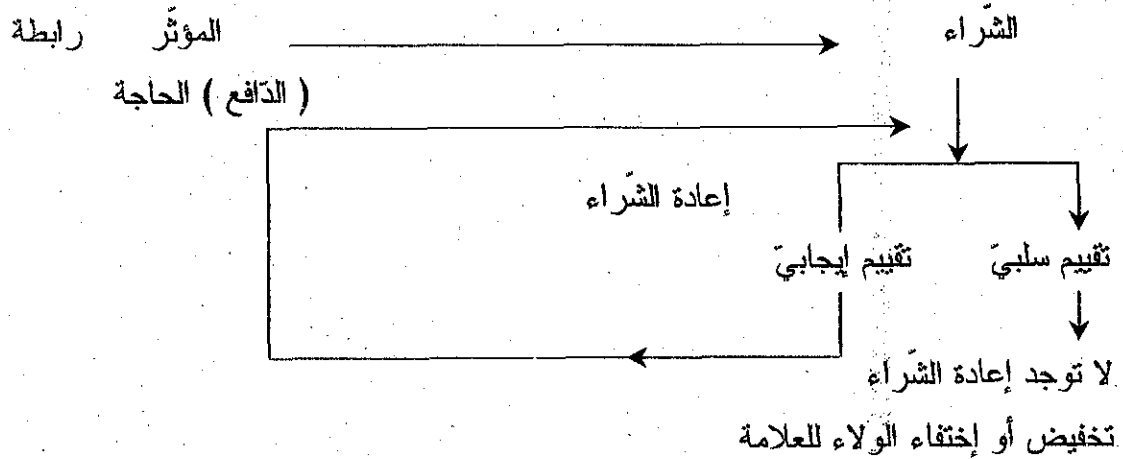 الشّراء
المؤثّر رابطة
( الدّافع ) الحاجة
إعادة الشّراء
تقييم سلبيّ
تقييم إيجابيّ
لا توجد إعادة الشّراء
تخفيض أو إختفاء الولاء للعلامة